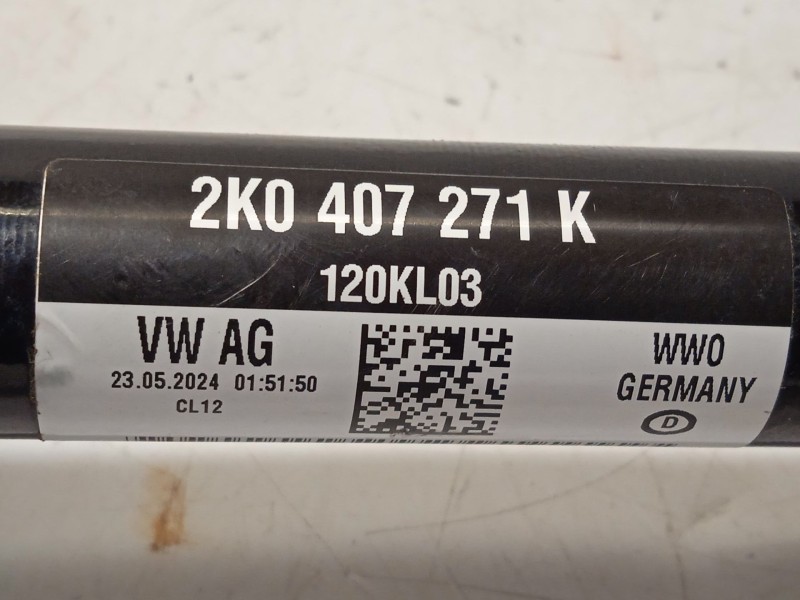 2K0 407 271 K
120KL03
VW AG
23.05.2024 01:51:50
CL12
WWO
GERMANY
D